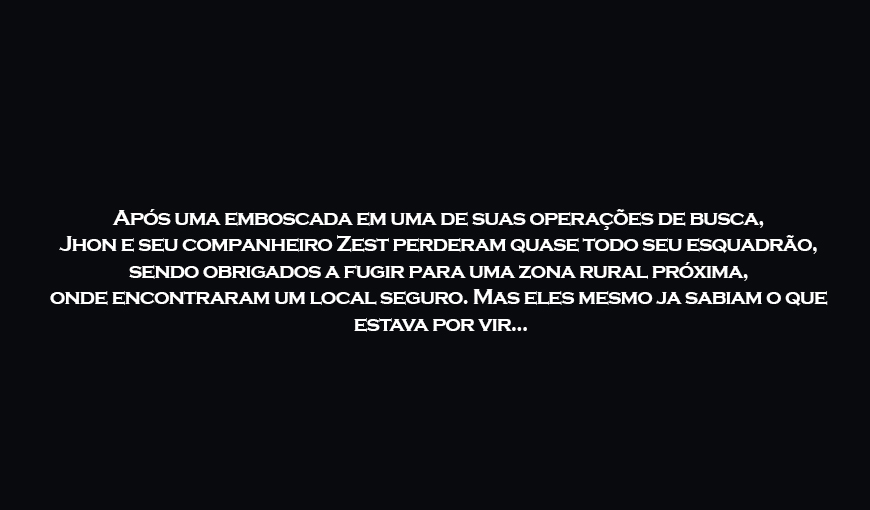 Após uma emboscada em uma de suas operações de busca,
Jhon e seu companheiro Zest perderam quase todo seu esquadrão,
sendo obrigados a fugir para uma zona rural próxima,
onde encontraram um local seguro. Mas eles mesmo ja sabiam o que
estava por vir...